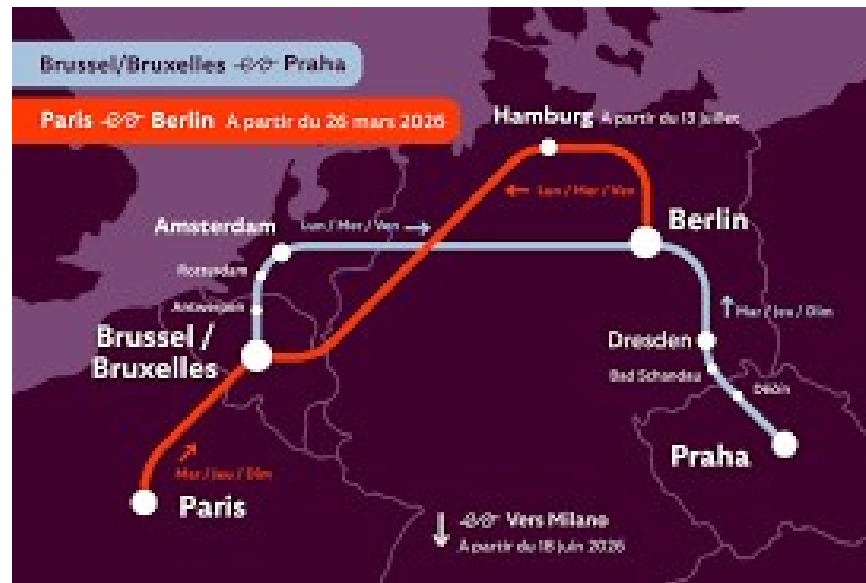 Brussel/Bruxelles Praha
Paris Berlin A partir du 26 mars 2026
Hamburg A partir du 13 juillet
Lun / Mer / Ven
Amsterdam Lun / Mer / Ven
Berlin
Rotterdam
Antwerpen
Mar / Jeu / Dim
Brussel /
Bruxelles
Dresden
Bad Schandau
Děčín
Praha
Mar / Jeu / Dim
Paris
Vers Milano
A partir du 18 juin 2026